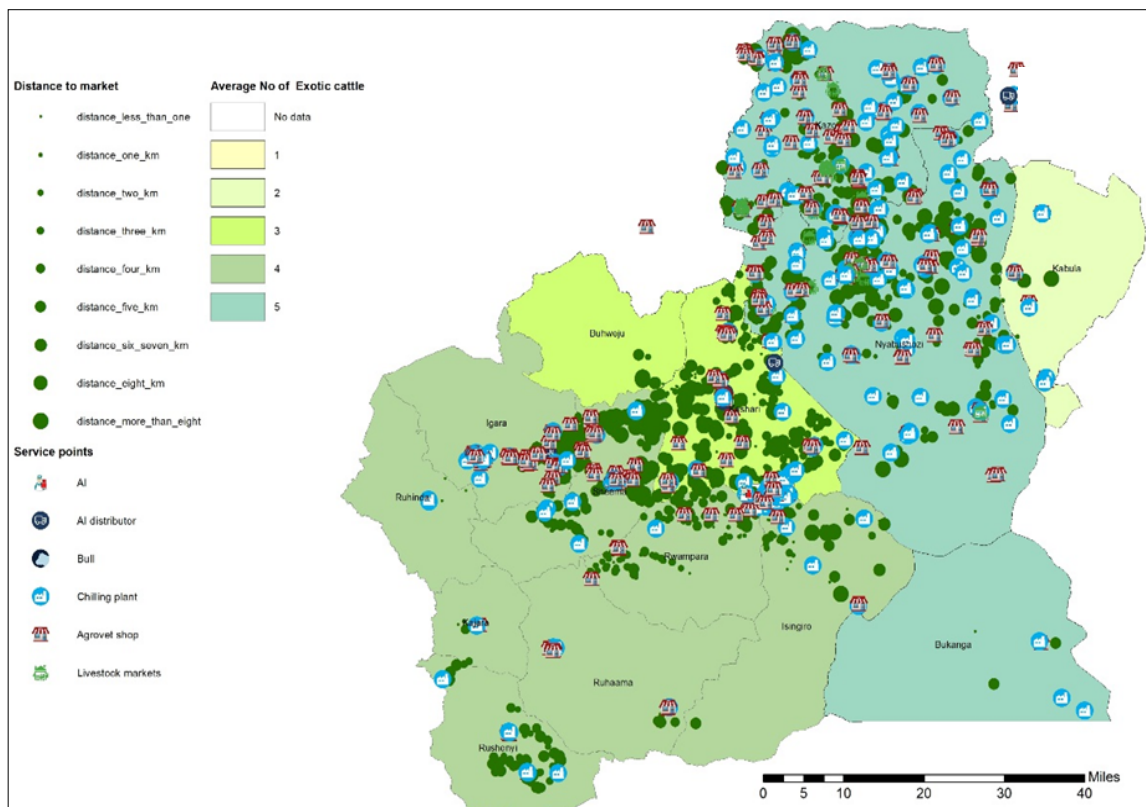 Distance to market
distance_less_than_one
distance_one_km
distance_two_km
distance_three_km
distance_four_km
distance_five_km
distance_six_seven_km
distance_eight_km
distance_more_than_eight
Service points
AI
AI distributor
Bull
Chilling plant
Agrovet shop
Livestock markets
Average No of Exotic cattle
No data
1
2
3
4
5
Kabula
Buhweju
Nyabushozi
Igara
Ruhinda
Rwampara
Isingiro
Bukanga
Ruhaama
Rushenyi
Miles
0
5
10
20
30
40